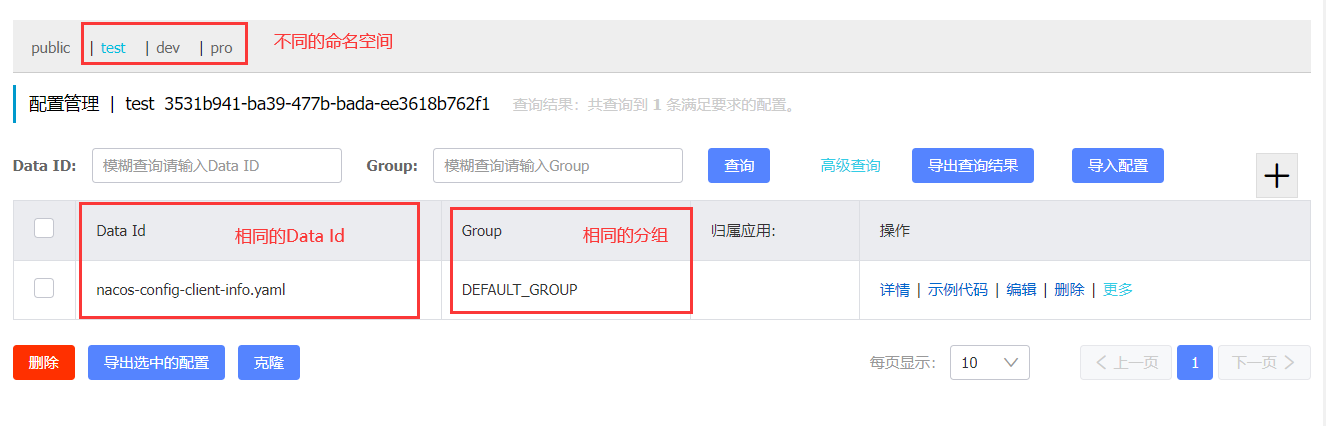 public | test | dev | pro 不同的命名空间
配置管理 | test 3531b941-ba39-477b-bada-ee3618b762f1 查询结果：共查询到 1 条满足要求的配置。
Data ID: 模糊查询请输入Data ID Group: 模糊查询请输入Group 查询 高级查询 导出查询结果 导入配置 +
Data Id 相同的Data Id Group 相同的分组 归属应用: 操作
nacos-config-client-info.yaml DEFAULT_GROUP 详情 | 示例代码 | 编辑 | 删除 | 更多
删除 导出选中的配置 克隆 每页显示： 10 上一页 1 下一页